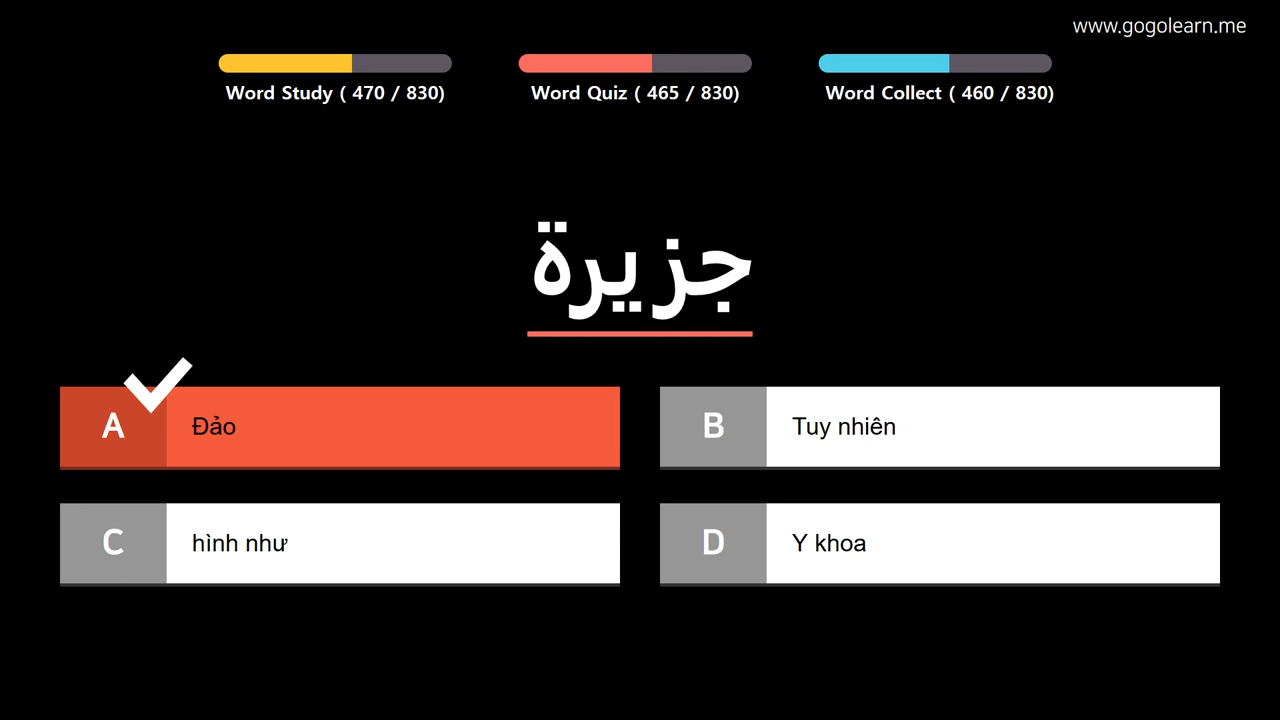 www.gogolearn.me
Word Study ( 470 / 830)
Word Quiz ( 465 / 830)
Word Collect ( 460 / 830)
جزيرة
A Đảo
B Tuy nhiên
C hình như
D Y khoa